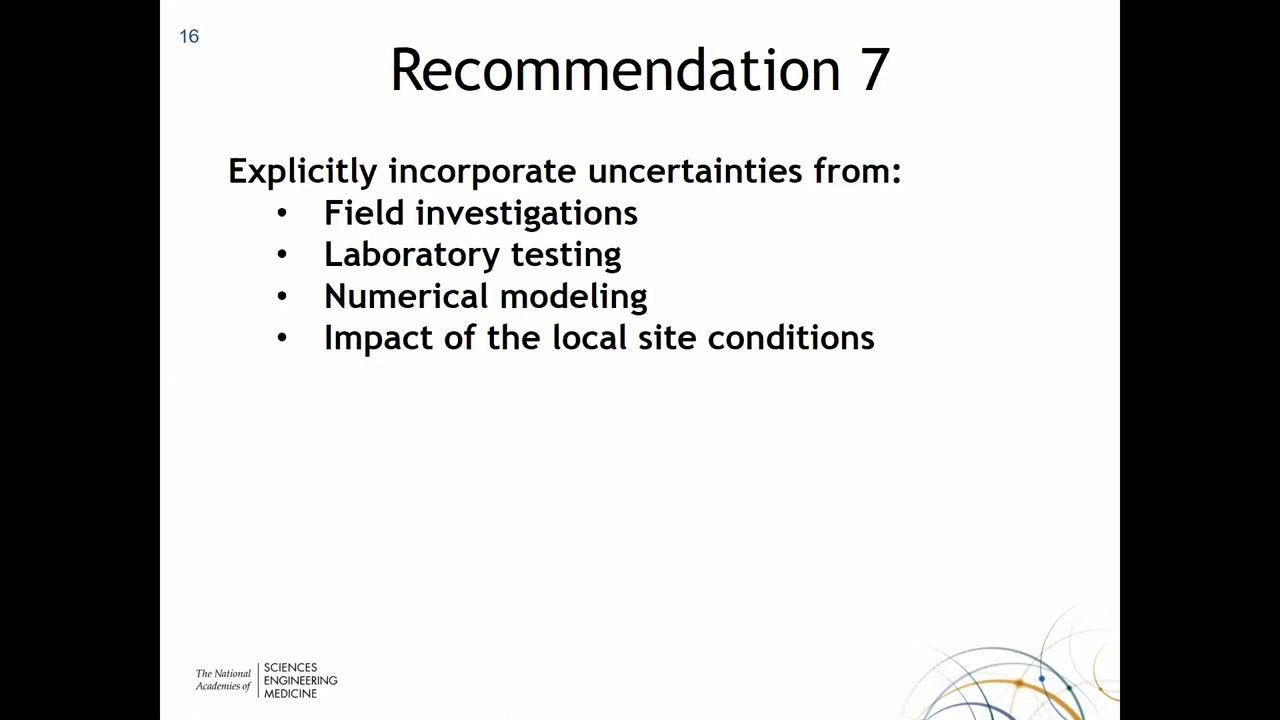 16
Recommendation 7
Explicitly incorporate uncertainties from:
• Field investigations
• Laboratory testing
• Numerical modeling
• Impact of the local site conditions
The National
Academies of
SCIENCES
ENGINEERING
MEDICINE